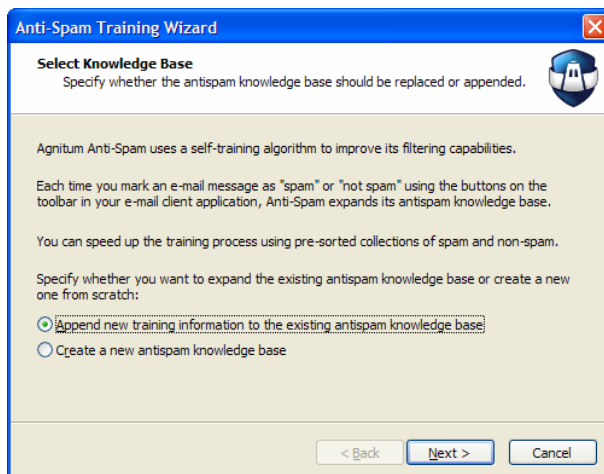 Anti-Spam Training Wizard
Select Knowledge Base
Specify whether the antispam knowledge base should be replaced or appended.
Agnitum Anti-Spam uses a self-training algorithm to improve its filtering capabilities.
Each time you mark an e-mail message as "spam" or "not spam" using the buttons on the
toolbar in your e-mail client application, Anti-Spam expands its antispam knowledge base.
You can speed up the training process using pre-sorted collections of spam and non-spam.
Specify whether you want to expand the existing antispam knowledge base or create a new
one from scratch:
Append new training information to the existing antispam knowledge base
Create a new antispam knowledge base
< Back
Next >
Cancel